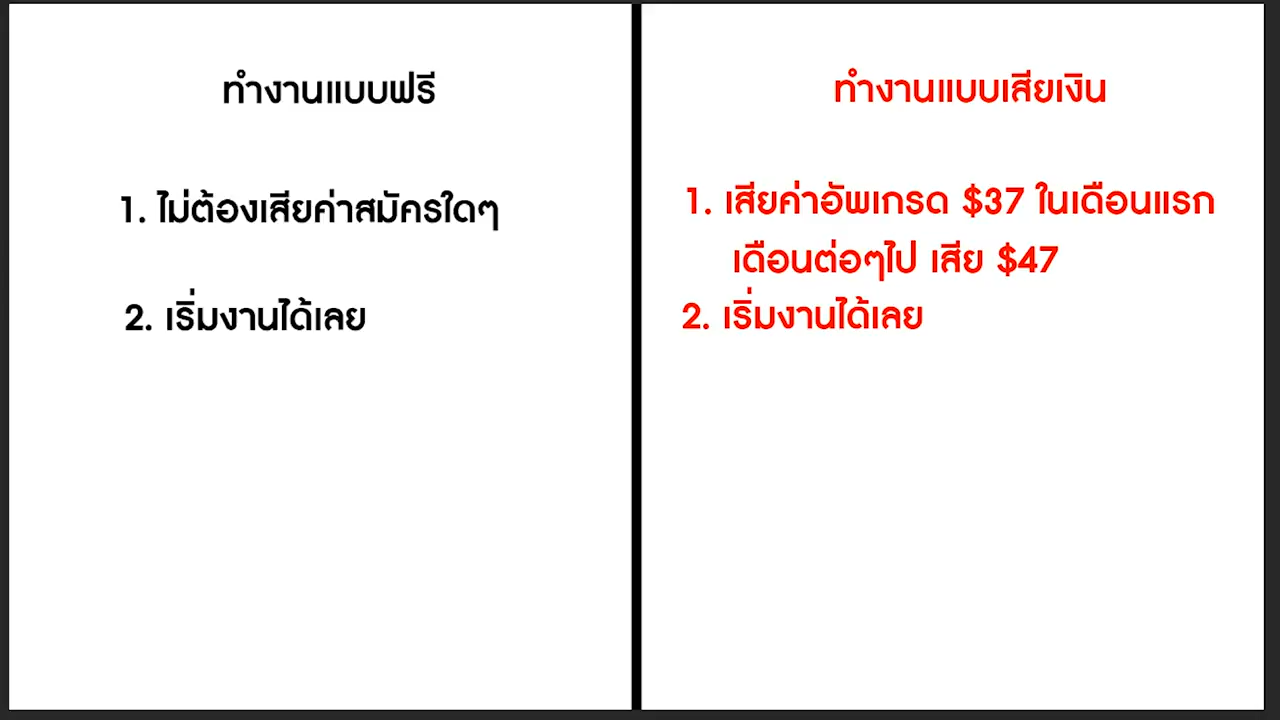 ทำงานแบบฟรี
1. ไม่ต้องเสียค่าสมัครใดๆ
2. เริ่มงานได้เลย
ทำงานแบบเสียเงิน
1. เสียค่าอัพเกรด $37 ในเดือนแรก
เดือนต่อๆไป เสีย $47
2. เริ่มงานได้เลย